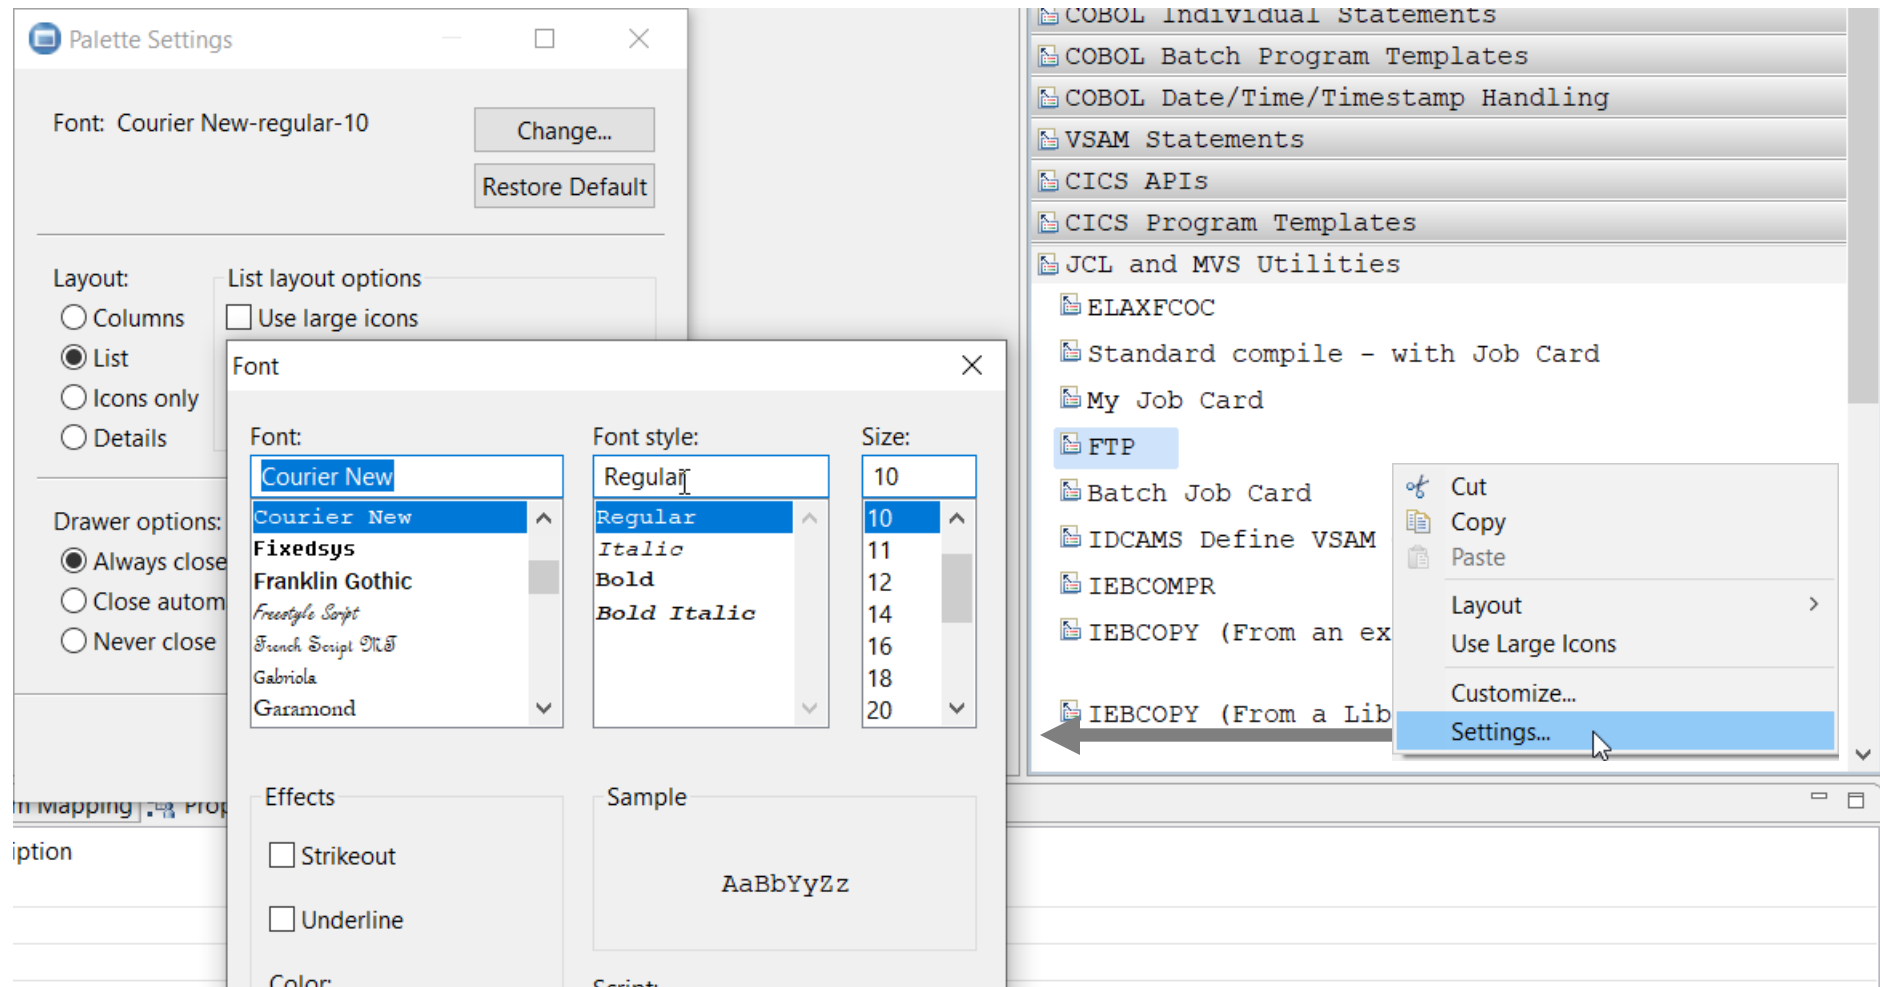 Palette Settings
Font: Courier New-regular-10
Change...
Restore Default
Layout:
Columns
List
Icons only
Details
List layout options
Use large icons
Drawer options:
Always close
Close autom
Never close
Font
Font:
Courier New
Courier New
Fixedsys
Franklin Gothic
Freestyle Script
French Script MT
Gabriola
Garamond
Font style:
Regular
Regular
Italic
Bold
Bold Italic
Size:
10
10
11
12
14
16
18
20
Effects
Strikeout
Underline
Color:
Sample
AaBbYyZz
Script:
COBOL Individual Statements
COBOL Batch Program Templates
COBOL Date/Time/Timestamp Handling
VSAM Statements
CICS APIs
CICS Program Templates
JCL and MVS Utilities
ELAXFCOC
Standard compile - with Job Card
My Job Card
FTP
Batch Job Card
IDCAMS Define VSAM
IEBCOMPR
IEBCOPY (From an ex
IEBCOPY (From a Lib
Cut
Copy
Paste
Layout
Use Large Icons
Customize...
Settings...
m Mapping
Prop
iption